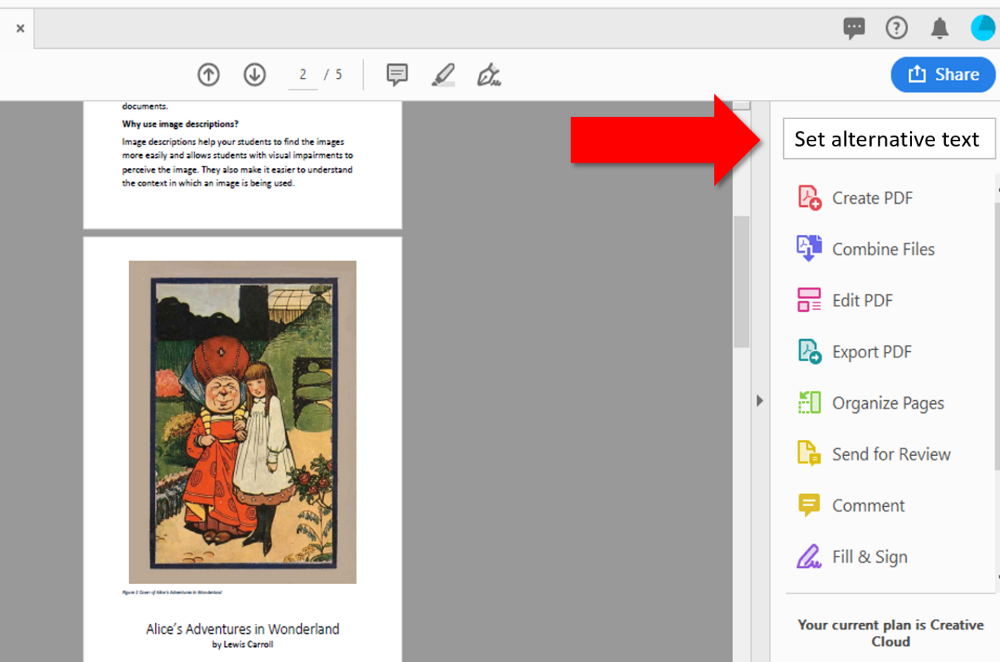 2 / 5
Share
documents.
Why use image descriptions?
Image descriptions help your students to find the images
more easily and allows students with visual impairments to
perceive the image. They also make it easier to understand
the context in which an image is being used.
Figure 2 Cover of Alice's Adventures in Wonderland
Alice's Adventures in Wonderland
by Lewis Carroll
Set alternative text
Create PDF
Combine Files
Edit PDF
Export PDF
Organize Pages
Send for Review
Comment
Fill & Sign
Your current plan is Creative
Cloud